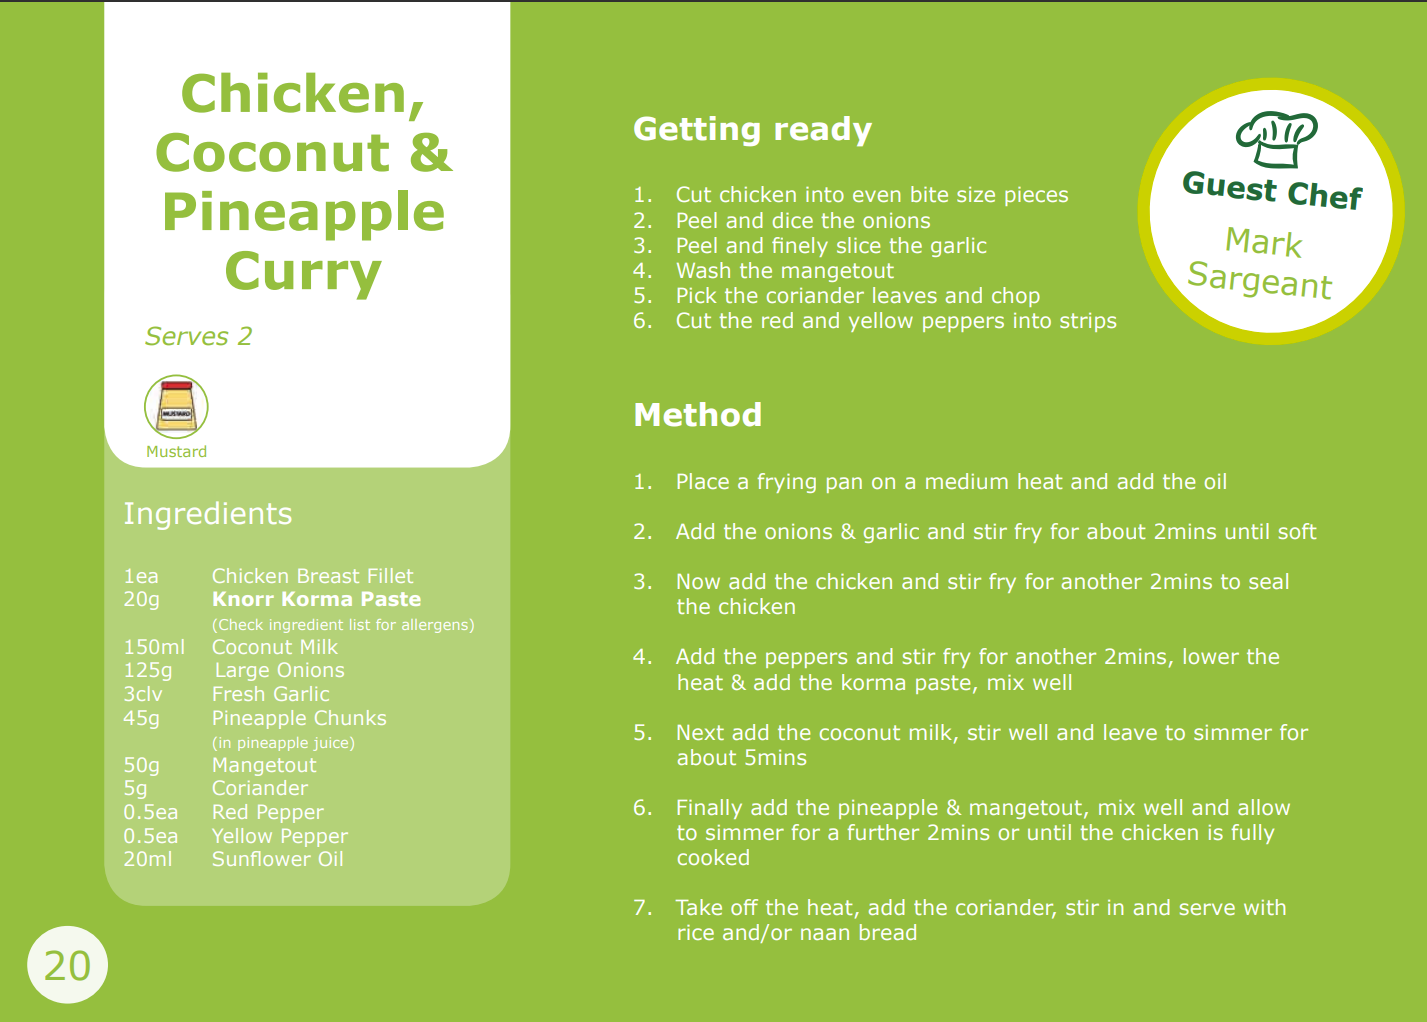 Chicken,
Coconut &
Pineapple
Curry
Serves 2
MUSTARD
Mustard
Ingredients
1ea Chicken Breast Fillet
20g Knorr Korma Paste
(Check ingredient list for allergens)
150ml Coconut Milk
125g Large Onions
3clv Fresh Garlic
45g Pineapple Chunks
(in pineapple juice)
50g Mangetout
5g Coriander
0.5ea Red Pepper
0.5ea Yellow Pepper
20ml Sunflower Oil
20
Getting ready
1. Cut chicken into even bite size pieces
2. Peel and dice the onions
3. Peel and finely slice the garlic
4. Wash the mangetout
5. Pick the coriander leaves and chop
6. Cut the red and yellow peppers into strips
Guest Chef
Mark
Sargeant
Method
1. Place a frying pan on a medium heat and add the oil
2. Add the onions & garlic and stir fry for about 2mins until soft
3. Now add the chicken and stir fry for another 2mins to seal
the chicken
4. Add the peppers and stir fry for another 2mins, lower the
heat & add the korma paste, mix well
5. Next add the coconut milk, stir well and leave to simmer for
about 5mins
6. Finally add the pineapple & mangetout, mix well and allow
to simmer for a further 2mins or until the chicken is fully
cooked
7. Take off the heat, add the coriander, stir in and serve with
rice and/or naan bread